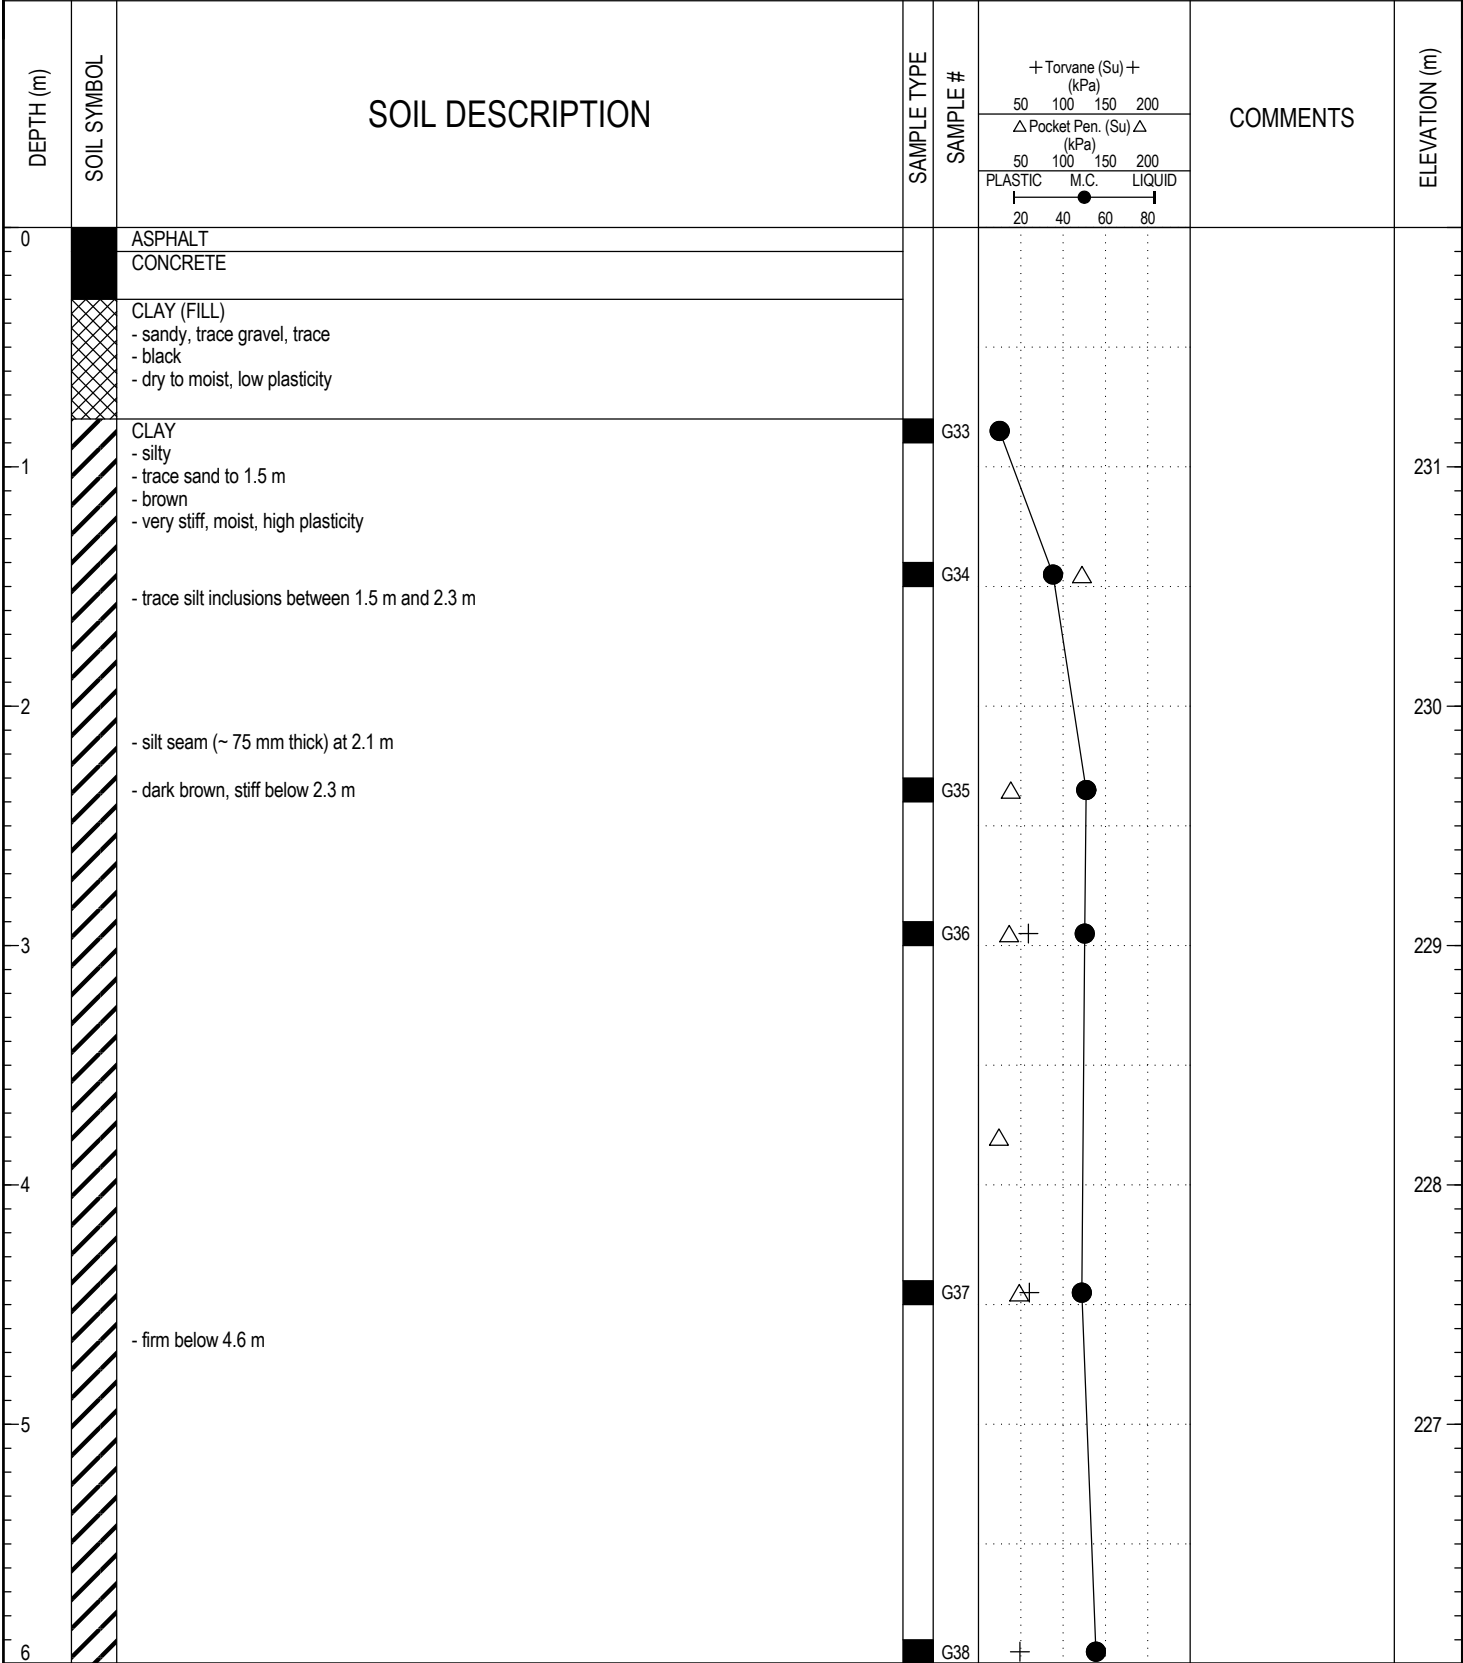 DEPTH (m)
SOIL SYMBOL
SOIL DESCRIPTION
SAMPLE TYPE
SAMPLE #
+ Torvane (Su) +
(kPa)
50 100 150 200
△ Pocket Pen. (Su) △
(kPa)
50 100 150 200
PLASTIC M.C. LIQUID
20 40 60 80
COMMENTS
ELEVATION (m)
0
ASPHALT
CONCRETE
CLAY (FILL)
- sandy, trace gravel, trace
- black
- dry to moist, low plasticity
CLAY
G33
- silty
1
- trace sand to 1.5 m
231
- brown
- very stiff, moist, high plasticity
G34
- trace silt inclusions between 1.5 m and 2.3 m
2
230
- silt seam (~ 75 mm thick) at 2.1 m
- dark brown, stiff below 2.3 m
G35
G36
3
229
4
228
G37
- firm below 4.6 m
5
227
6
G38